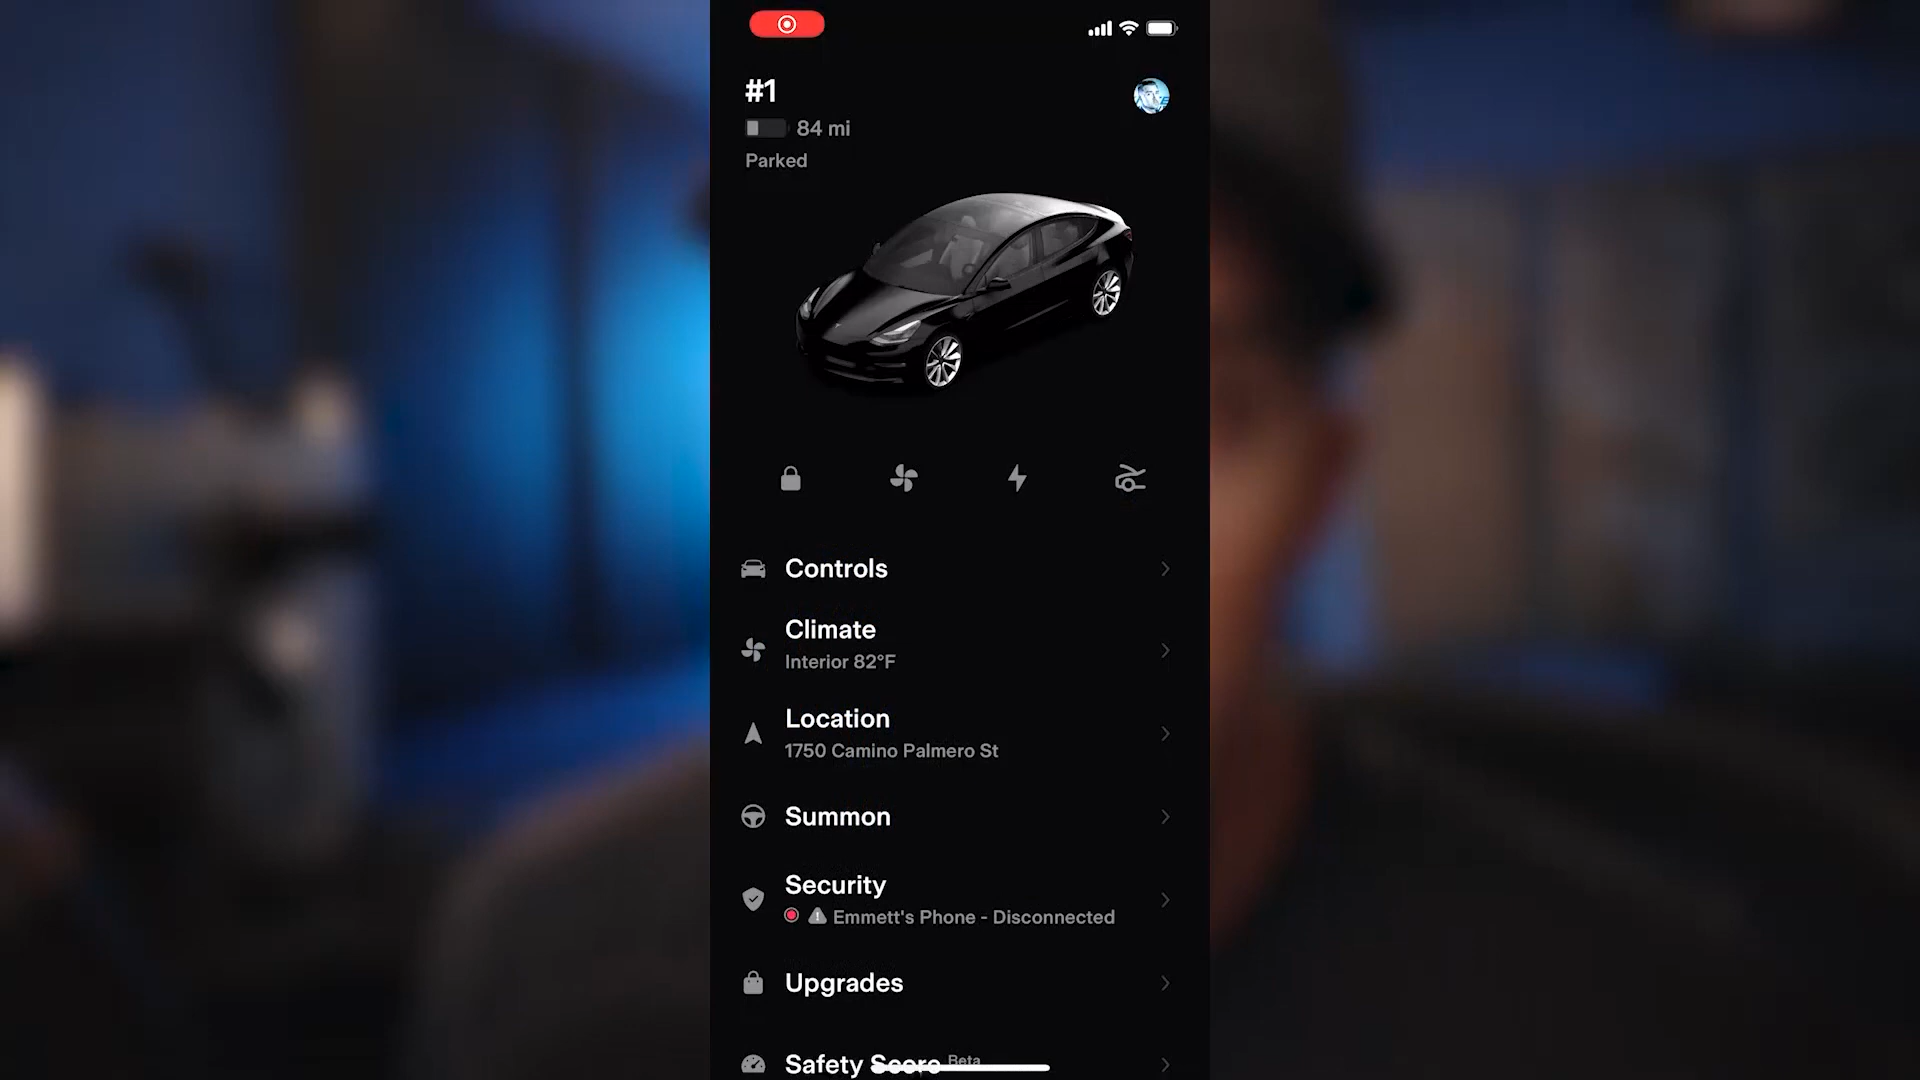 #1
84 mi
Parked
Controls
Climate
Interior 82°F
Location
1750 Camino Palmero St
Summon
Security
Emmett's Phone - Disconnected
Upgrades
Safety Score Beta